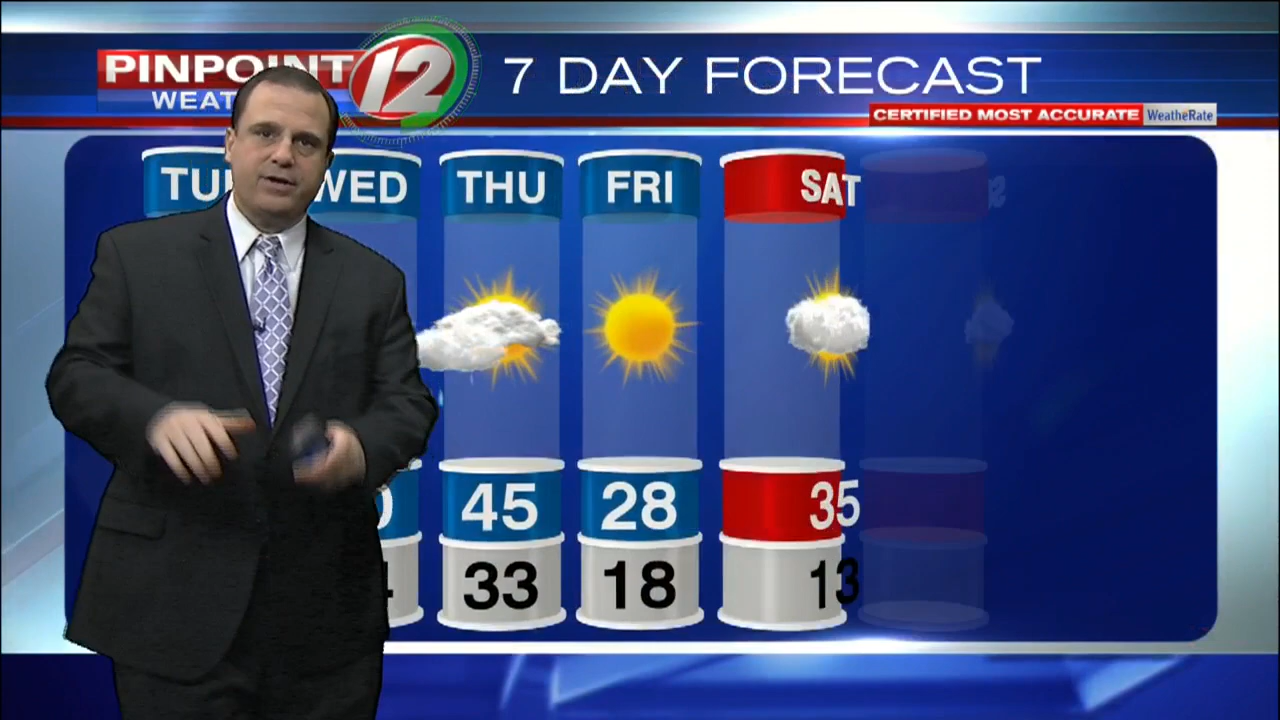 PINPOINT 12
WEAT
7 DAY FORECAST
CERTIFIED MOST ACCURATE WeatheRate
TUE WED THU FRI SAT
45 28 35
33 18 13